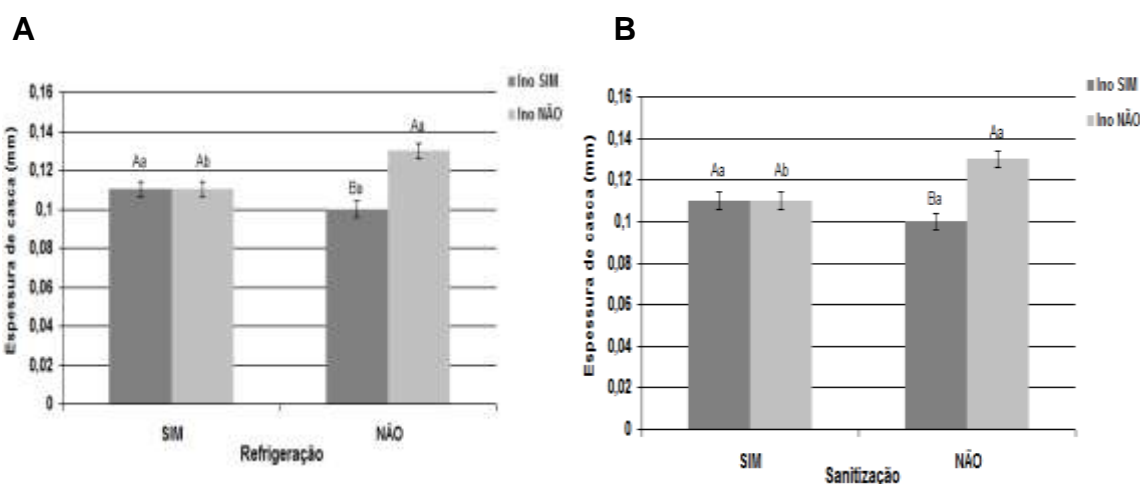 A
Espessura de casca (mm)
0,16
0,14
0,12
0,1
0,08
0,06
0,04
0,02
0
Aa
Ab
Ba
Aa
SIM
NÃO
Refrigeração
Ino SIM
Ino NÃO
B
Espessura de casca (mm)
0,16
0,14
0,12
0,1
0,08
0,06
0,04
0,02
0
Aa
Ab
Ba
Aa
SIM
NÃO
Sanitização
Ino SIM
Ino NÃO